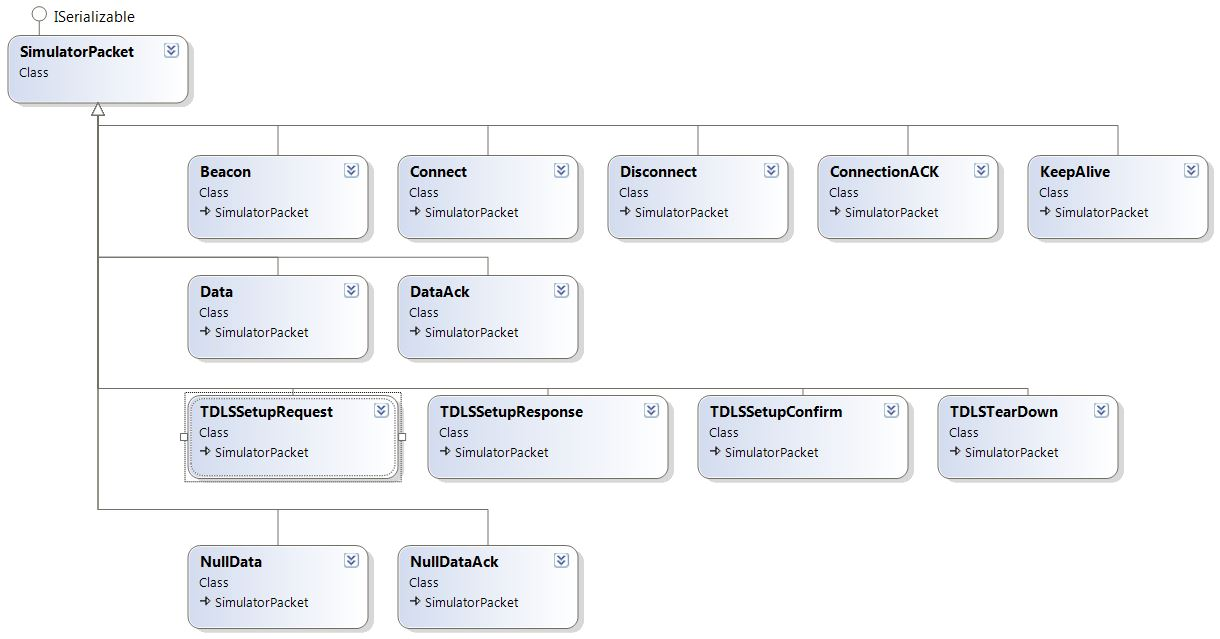 ISerializable
SimulatorPacket
Class
Beacon
Class
SimulatorPacket
Connect
Class
SimulatorPacket
Disconnect
Class
SimulatorPacket
ConnectionACK
Class
SimulatorPacket
KeepAlive
Class
SimulatorPacket
Data
Class
SimulatorPacket
DataAck
Class
SimulatorPacket
TDLSSetupRequest
Class
SimulatorPacket
TDLSSetupResponse
Class
SimulatorPacket
TDLSSetupConfirm
Class
SimulatorPacket
TDLSTearDown
Class
SimulatorPacket
NullData
Class
SimulatorPacket
NullDataAck
Class
SimulatorPacket